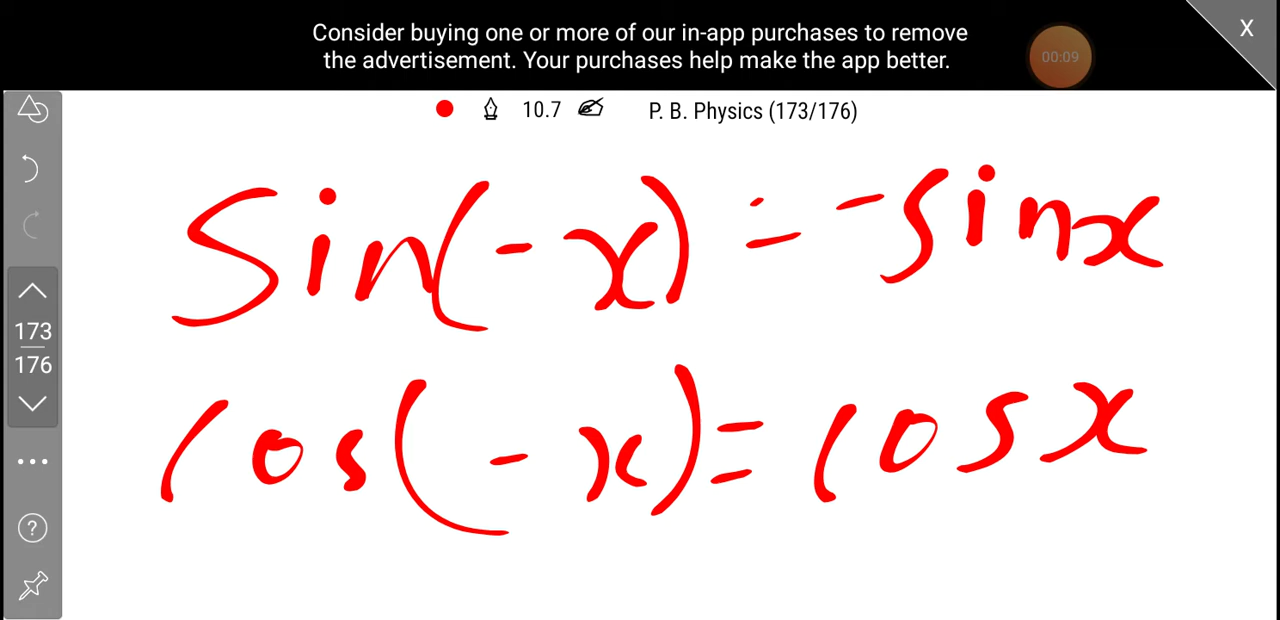 Consider buying one or more of our in-app purchases to remove
the advertisement. Your purchases help make the app better.
00:09
X
10.7 P. B. Physics (173/176)
Sin(-x) = -sinx
173
176
Cos(-x) = cosx
?